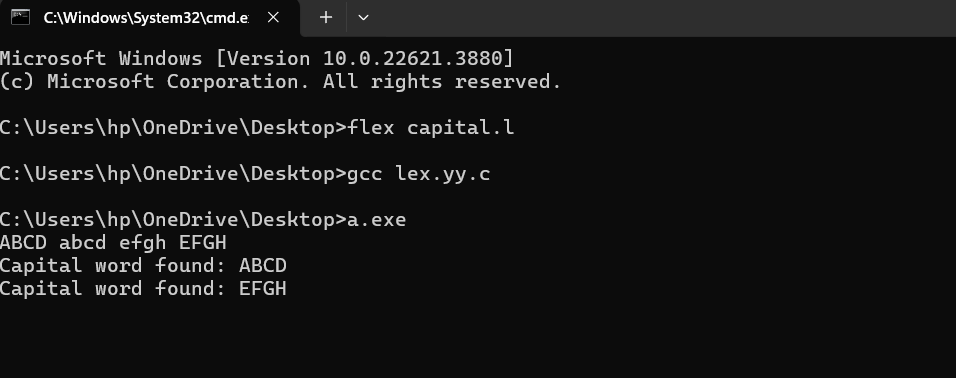 C:\Windows\System32\cmd.e
Microsoft Windows [Version 10.0.22621.3880]
(c) Microsoft Corporation. All rights reserved.
C:\Users\hp\OneDrive\Desktop>flex capital.l
C:\Users\hp\OneDrive\Desktop>gcc lex.yy.c
C:\Users\hp\OneDrive\Desktop>a.exe
ABCD abcd efgh EFGH
Capital word found: ABCD
Capital word found: EFGH